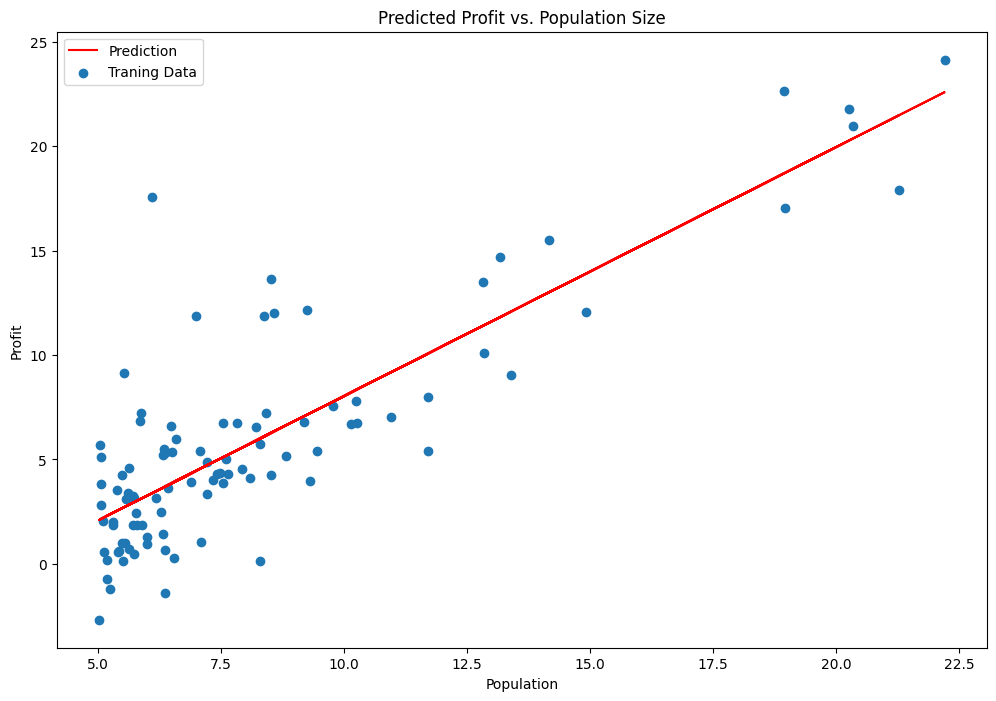 Predicted Profit vs. Population Size
Prediction
Traning Data
25
20
15
10
5
0
Profit
5.0 7.5 10.0 12.5 15.0 17.5 20.0 22.5
Population